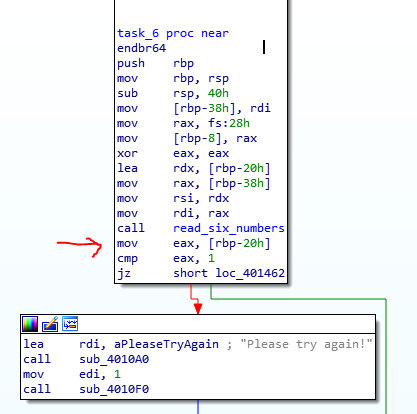 task_6 proc near
endbr64
push rbp
mov rbp, rsp
sub rsp, 40h
mov [rbp-38h], rdi
mov rax, fs:28h
mov [rbp-8], rax
xor eax, eax
lea rdx, [rbp-20h]
mov rax, [rbp-38h]
mov rsi, rdx
mov rdi, rax
call read_six_numbers
mov eax, [rbp-20h]
cmp eax, 1
jz short loc_401462
lea rdi, aPleaseTryAgain ; "Please try again!"
call sub_4010A0
mov edi, 1
call sub_4010F0